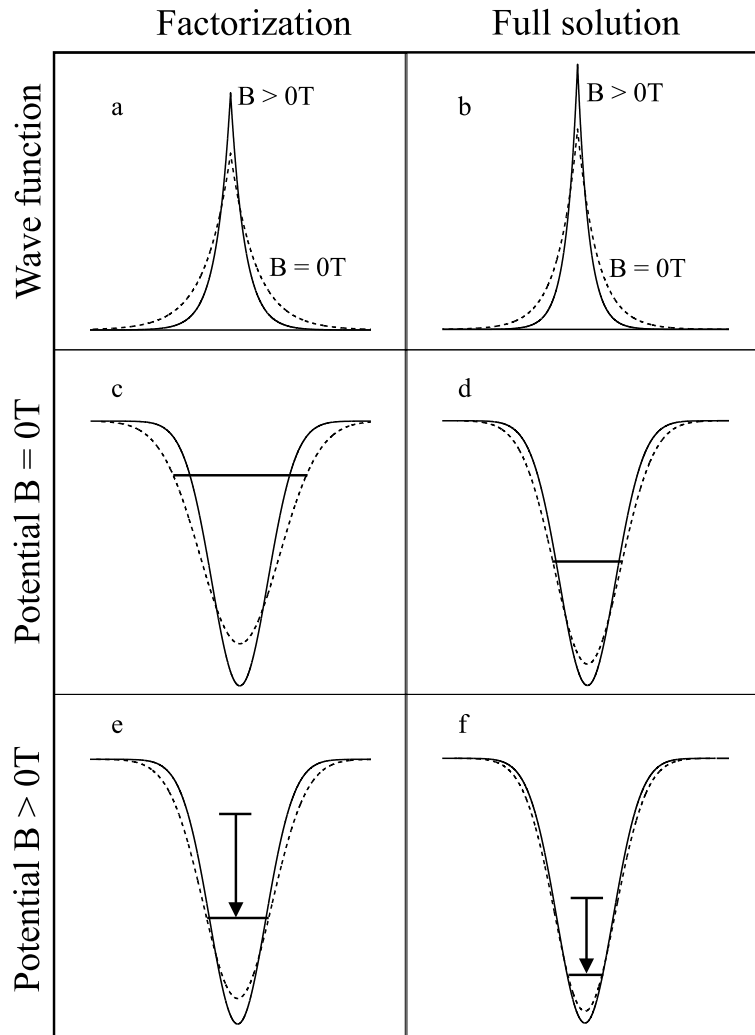 Factorization
Full solution
Wave function
a
B > 0T
B = 0T
b
B > 0T
B = 0T
Potential B = 0T
c
d
Potential B > 0T
e
f